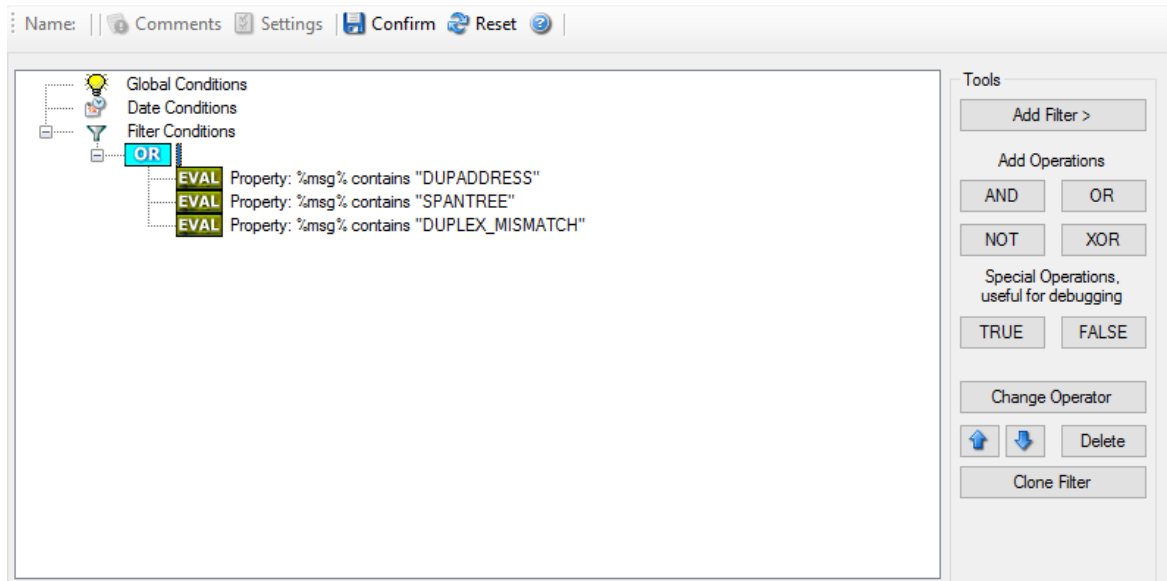 Name: Comments Settings Confirm Reset
Global Conditions
Date Conditions
Filter Conditions
OR
EVAL Property: %msg% contains "DUPADDRESS"
EVAL Property: %msg% contains "SPANTREE"
EVAL Property: %msg% contains "DUPLEX_MISMATCH"
Tools
Add Filter >
Add Operations
AND OR
NOT XOR
Special Operations,
useful for debugging
TRUE FALSE
Change Operator
Delete
Clone Filter